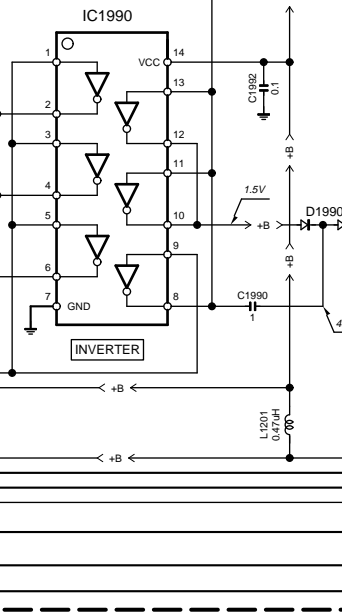 IC1990
1
14
VCC
C1992
0.1
13
2
3
12
+B
11
4
1.5V
5
10
+B
D1990
9
+B
6
7
GND
8
C1990
1
4
INVERTER
+B
L1201
0.47uH
+B